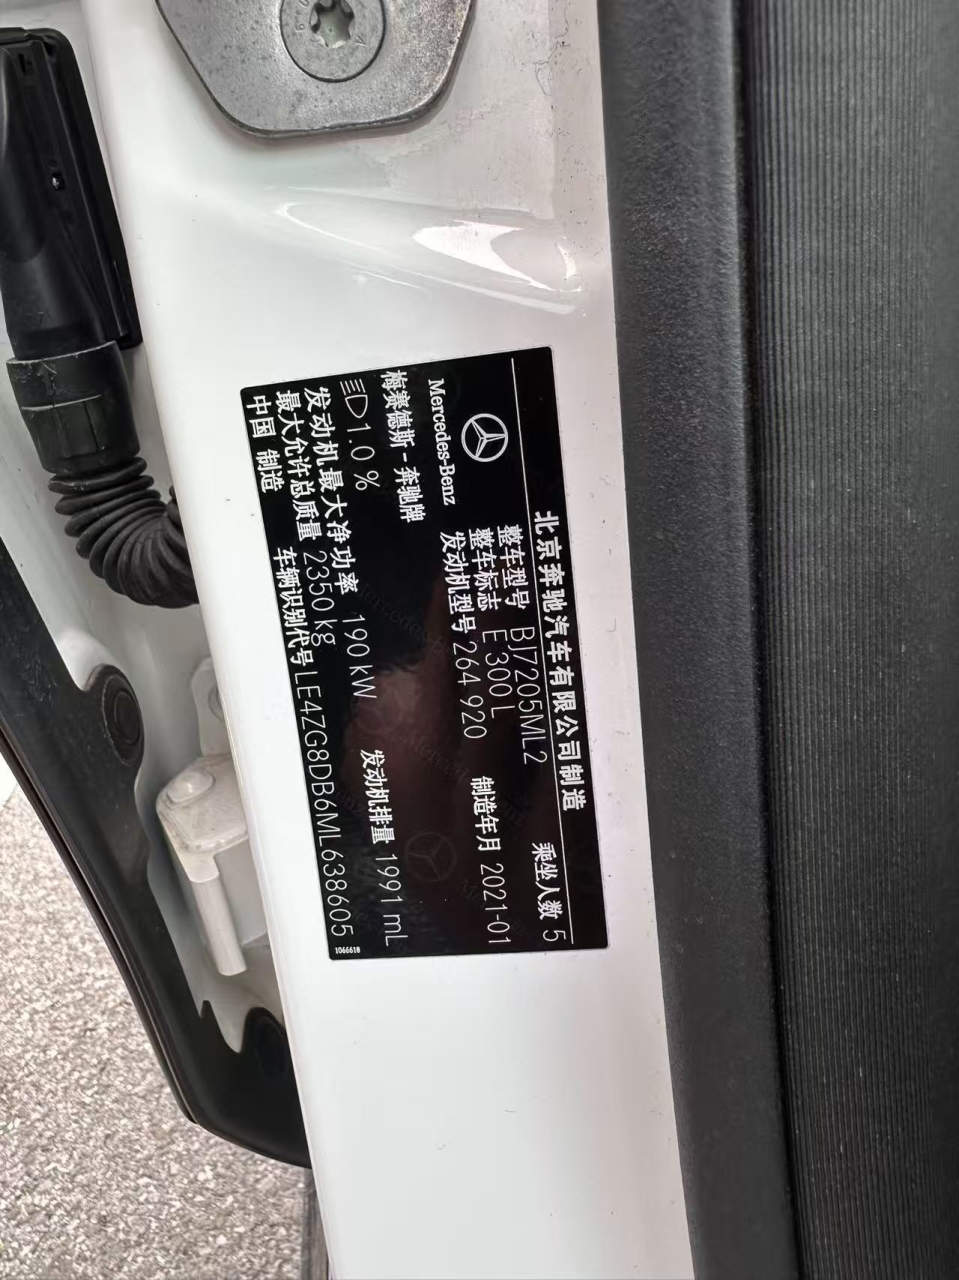 北京奔驰汽车有限公司制造
Mercedes-Benz
整车型号 BJ7205ML2 乘坐人数 5
整车标志 E 300 L 制造年月 2021-01
发动机型号 264 920
梅赛德斯-奔驰牌
1.0 %
发动机最大净功率 190 kW 发动机排量 1991 mL
最大允许总质量 2350 kg
中国 制造 车辆识别代号 LE4ZG8DB6ML638605
1066618